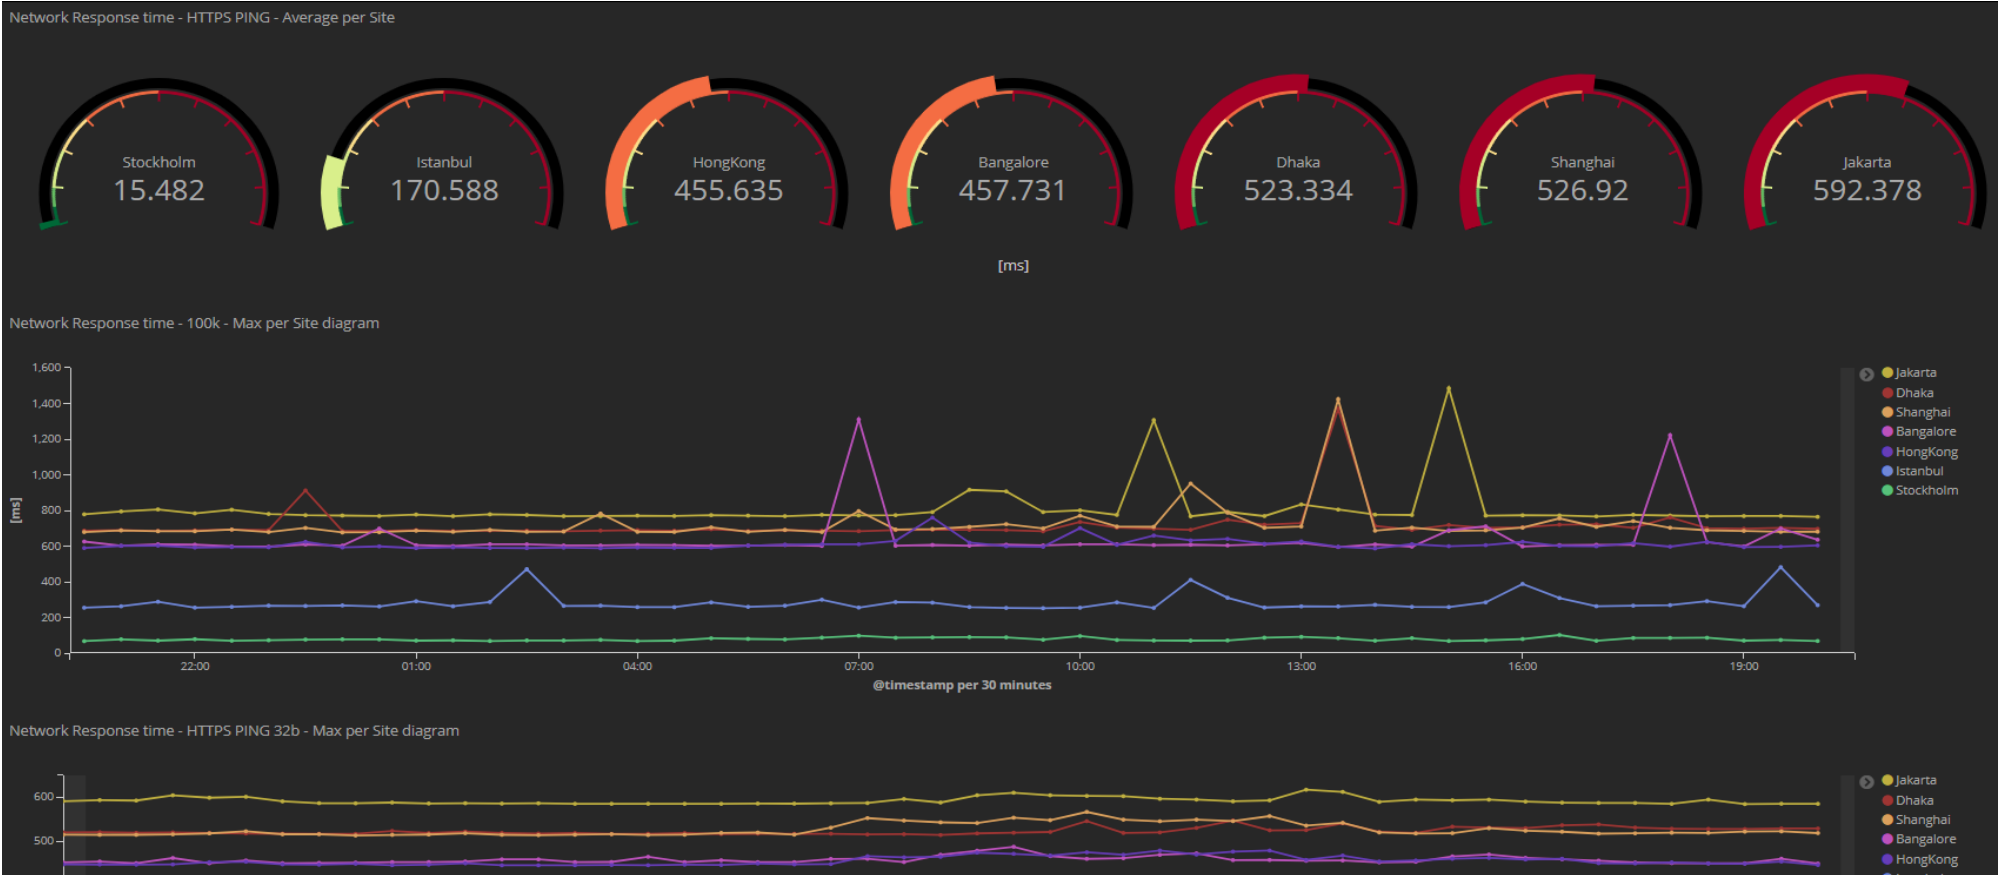 Network Response time - HTTPS PING - Average per Site
Stockholm
15.482
Istanbul
170.588
HongKong
455.635
Bangalore
457.731
Dhaka
523.334
Shanghai
526.92
Jakarta
592.378
[ms]
Network Response time - 100k - Max per Site diagram
1,600
1,400
1,200
1,000
800
600
400
200
0
[ms]
22:00
01:00
04:00
07:00
10:00
13:00
16:00
19:00
@timestamp per 30 minutes
Jakarta
Dhaka
Shanghai
Bangalore
HongKong
Istanbul
Stockholm
Network Response time - HTTPS PING 32b - Max per Site diagram
600
500
Jakarta
Dhaka
Shanghai
Bangalore
HongKong